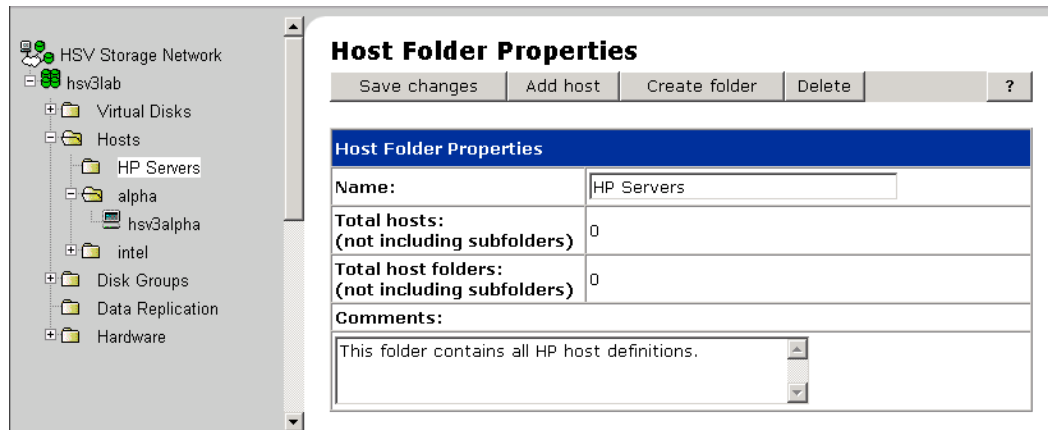 HSV Storage Network
hsv3lab
Virtual Disks
Hosts
HP Servers
alpha
hsv3alpha
intel
Disk Groups
Data Replication
Hardware
Host Folder Properties
Save changes
Add host
Create folder
Delete
?
Host Folder Properties
Name:
HP Servers
Total hosts:
(not including subfolders)
0
Total host folders:
(not including subfolders)
0
Comments:
This folder contains all HP host definitions.